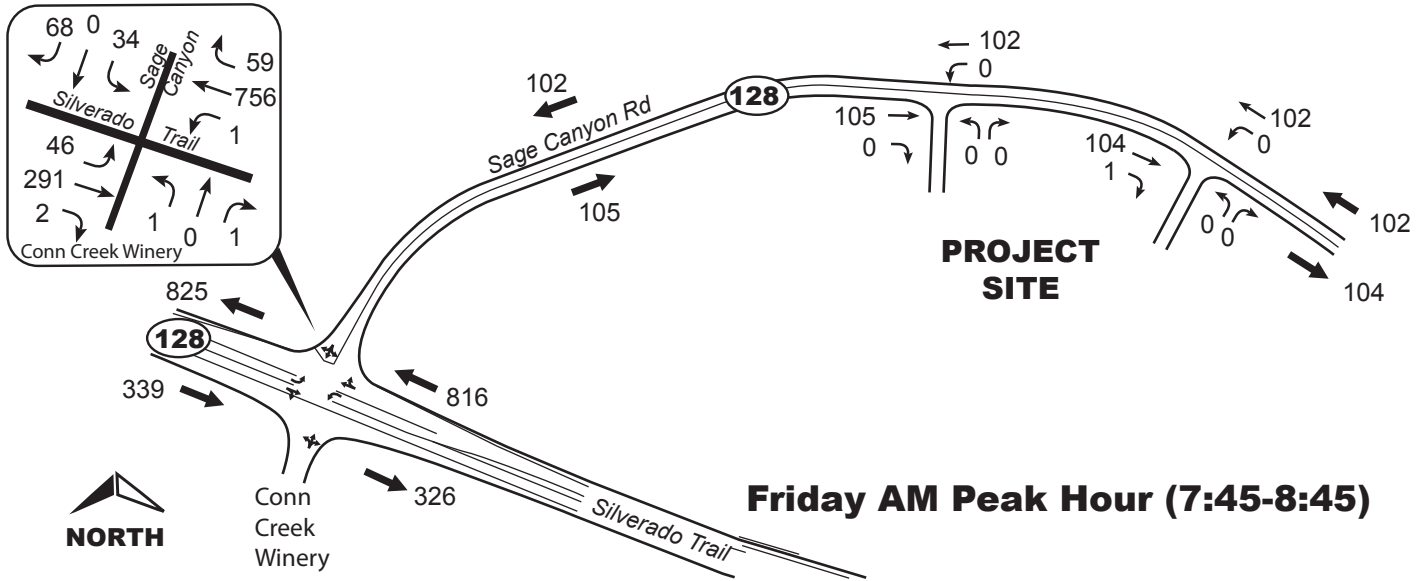 68 0 34
Sage
Canyon
59
756
1
Silverado Trail
46
291
2
1 0 1
Conn Creek Winery
102
Sage Canyon Rd
105
128
102
0
105
0
0 0
104
1
102
0
0 0
102
104
PROJECT
SITE
825
128
339
816
326
Conn
Creek
Winery
Silverado Trail
NORTH
Friday AM Peak Hour (7:45-8:45)